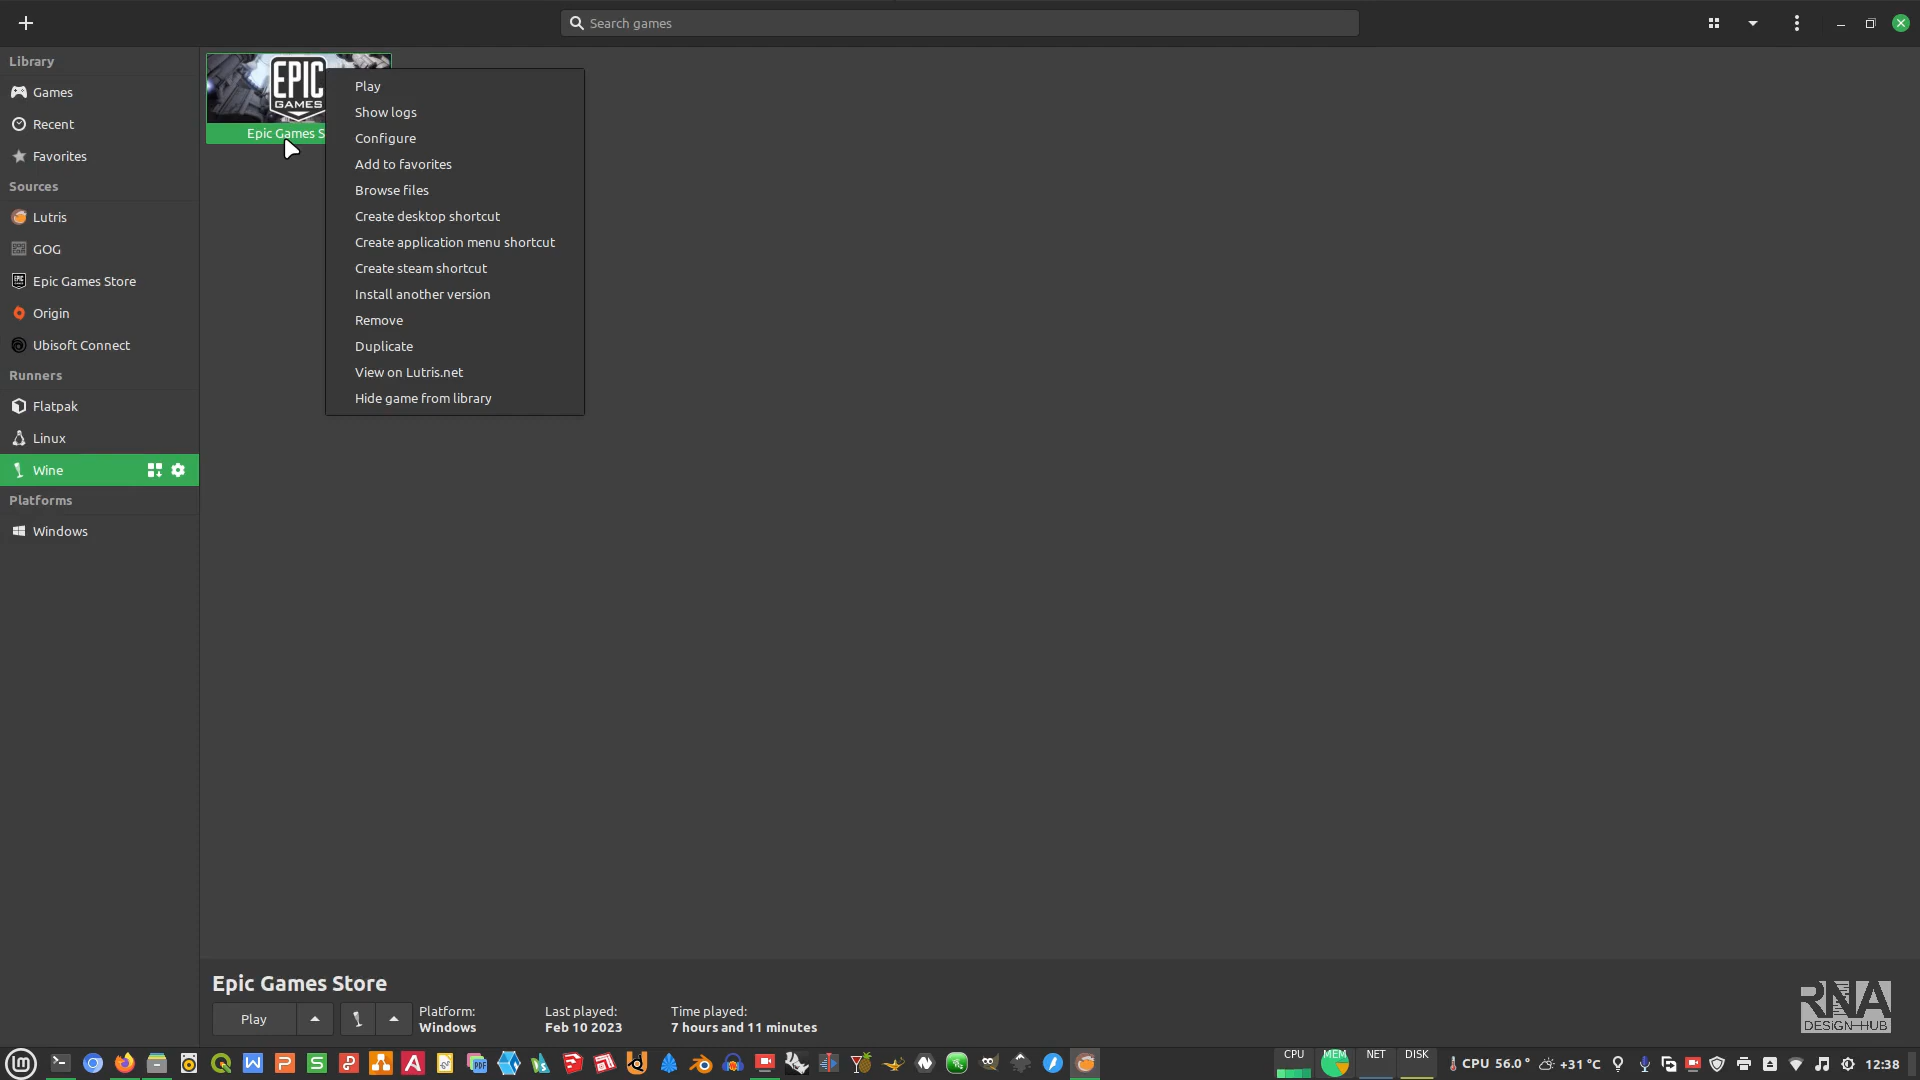 Search games
Library
Games
Recent
Favorites
Sources
Lutris
GOG
Epic Games Store
Origin
Ubisoft Connect
Runners
Flatpak
Linux
Wine
Platforms
Windows
EPIC
GAMES
Epic Games S
Play
Show logs
Configure
Add to favorites
Browse files
Create desktop shortcut
Create application menu shortcut
Create steam shortcut
Install another version
Remove
Duplicate
View on Lutris.net
Hide game from library
Epic Games Store
Play
Platform:
Windows
Last played:
Feb 10 2023
Time played:
7 hours and 11 minutes
RNA
DESIGN-HUB
CPU MEM NET DISK
CPU 56.0° +31°C 12:38